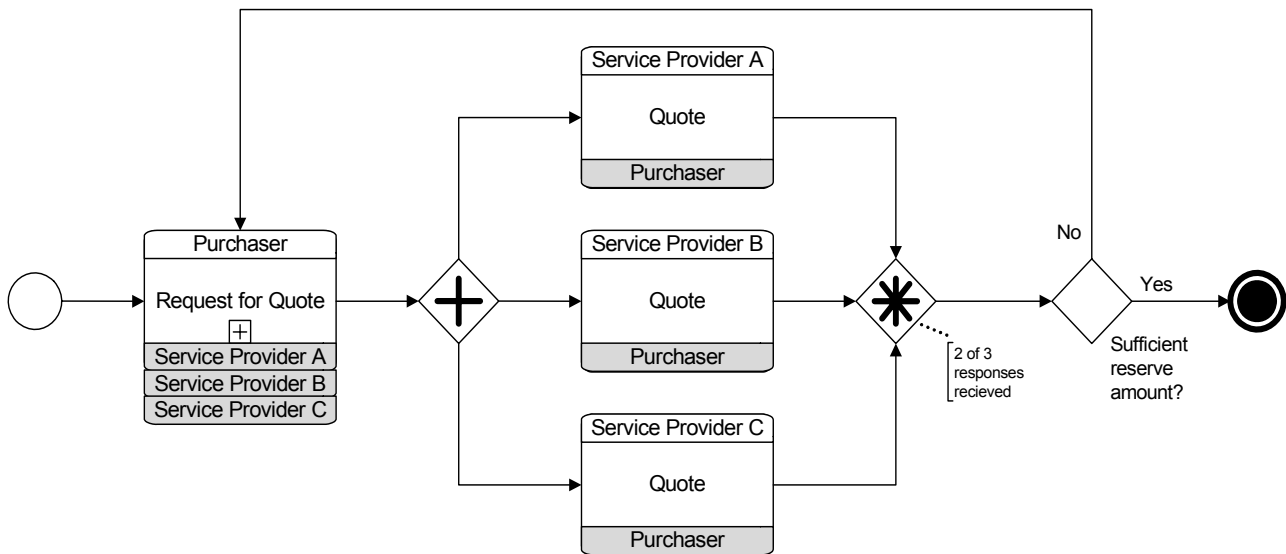 Service Provider A
Quote
Purchaser
Purchaser
Request for Quote
Service Provider A
Service Provider B
Service Provider C
Service Provider B
Quote
Purchaser
Service Provider C
Quote
Purchaser
2 of 3
responses
recieved
No
Yes
Sufficient
reserve
amount?